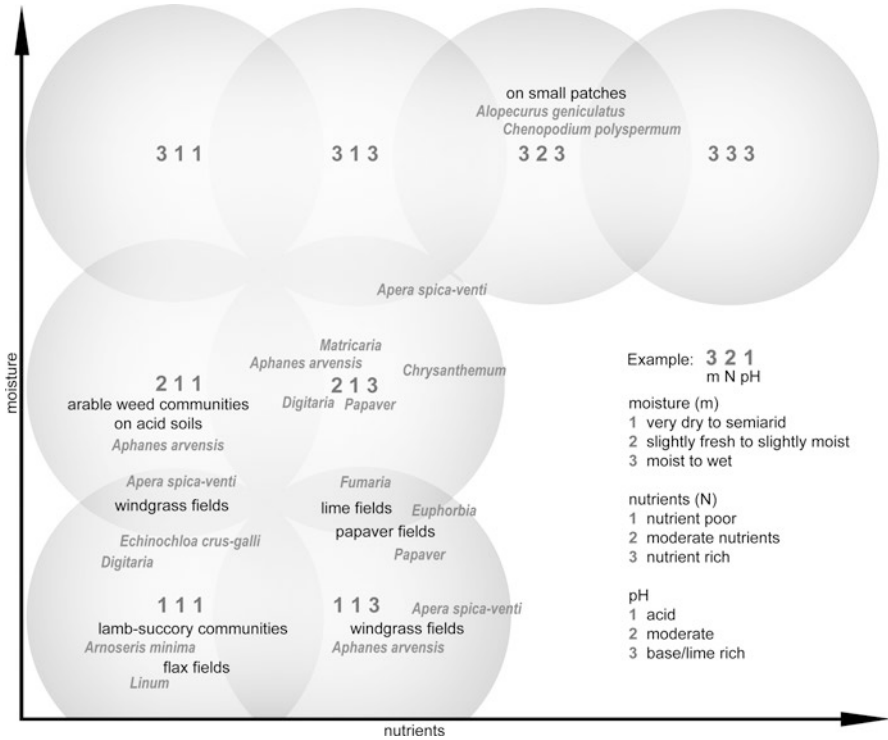 on small patches
Alopecurus geniculatus
Chenopodium polyspermum
3 1 1
3 1 3
3 2 3
3 3 3
Apera spica-venti
Matricaria
Aphanes arvensis
Chrysanthemum
2 1 1
2 1 3
arable weed communities
on acid soils
Digitaria
Papaver
Aphanes arvensis
Apera spica-venti
windgrass fields
Fumaria
lime fields
Euphorbia
papaver fields
Echinochloa crus-galli
Digitaria
Papaver
1 1 1
lamb-succory communities
Arnoseris minima
flax fields
Linum
1 1 3
Apera spica-venti
windgrass fields
Aphanes arvensis
Example: 3 2 1
m N pH
moisture (m)
1 very dry to semiarid
2 slightly fresh to slightly moist
3 moist to wet
nutrients (N)
1 nutrient poor
2 moderate nutrients
3 nutrient rich
pH
1 acid
2 moderate
3 base/lime rich
moisture
nutrients